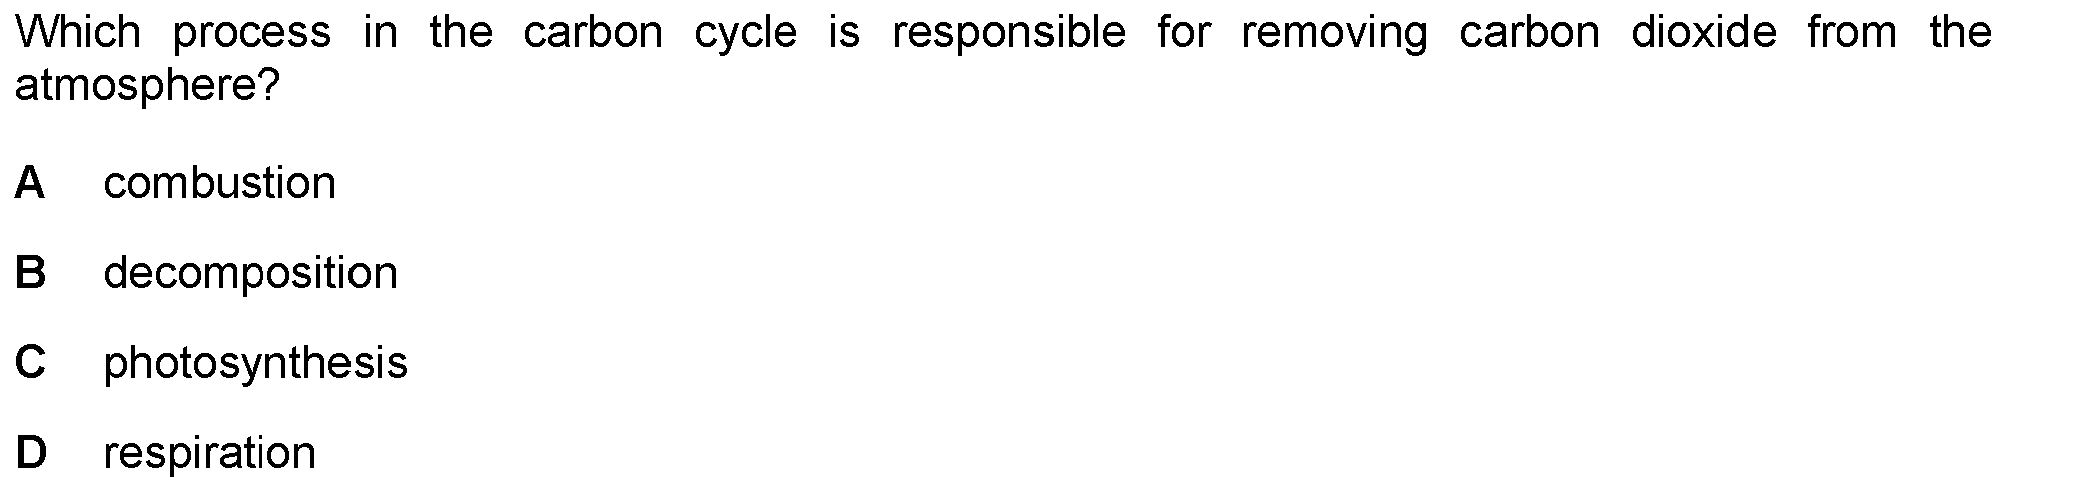 Which process in the carbon cycle is responsible for removing carbon dioxide from the
atmosphere?
A combustion
B decomposition
C photosynthesis
D respiration